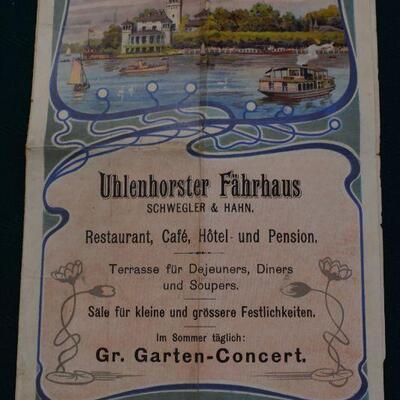 Uhlenhorster Fährhaus
SCHWEGLER & HAHN.
Restaurant, Café, Hôtel und Pension.
Terrasse für Dejeuners, Diners
und Soupers.
Säle für kleine und grössere Festlichkeiten.
Im Sommer täglich:
Gr. Garten-Concert.